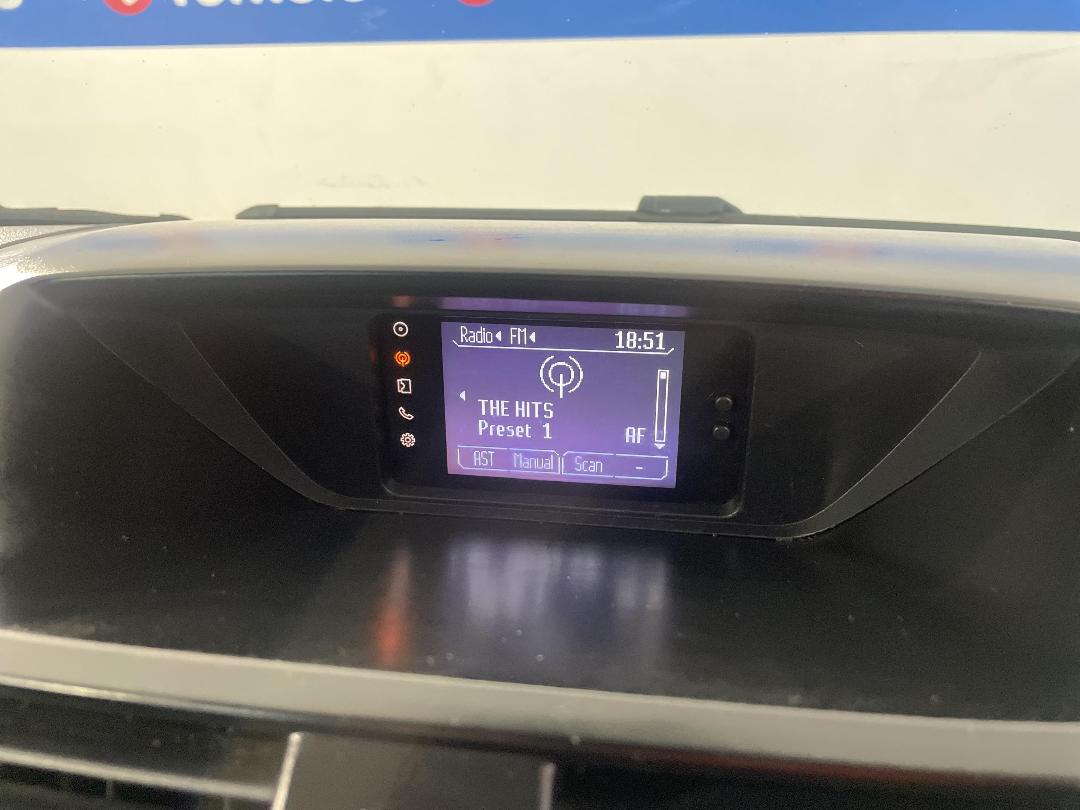 Radio FM 18:51
THE HITS
Preset 1
AF
AST Manual Scan -